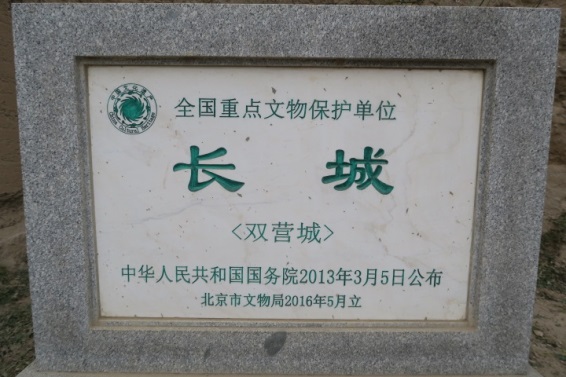 全国重点文物保护单位
长城
<双营城>
中华人民共和国国务院2013年3月5日公布
北京市文物局2016年5月立